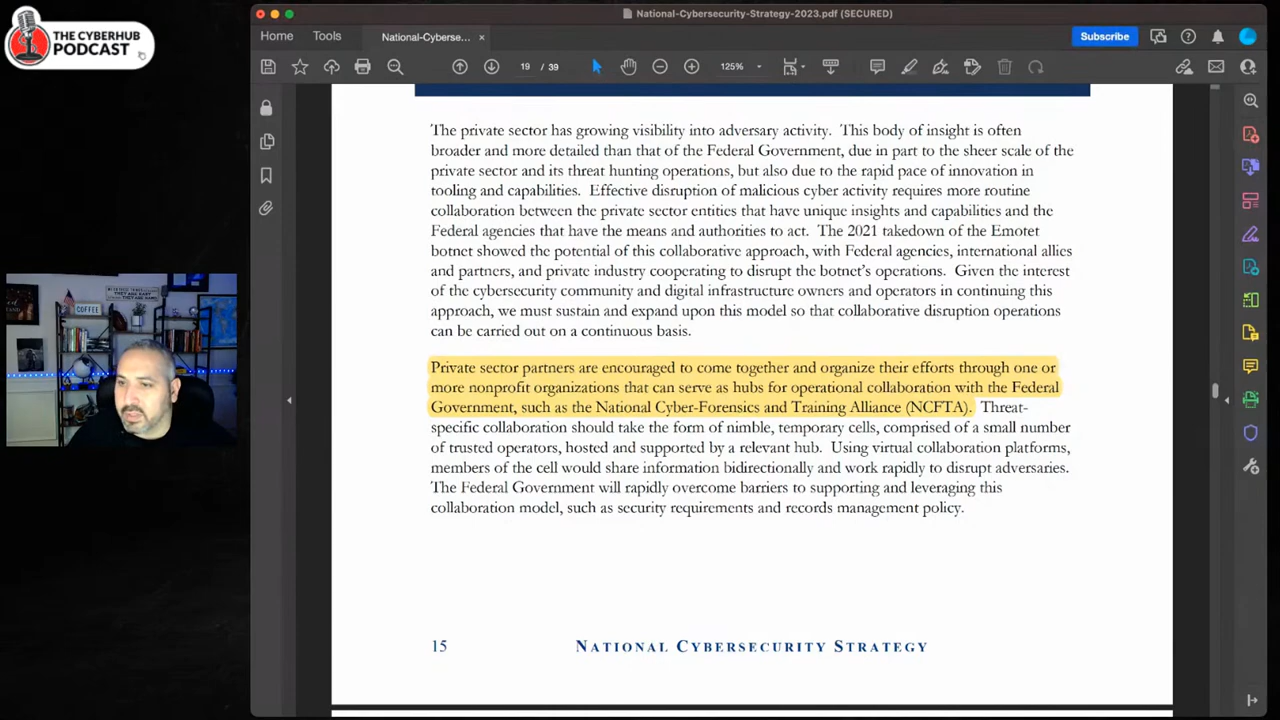 THE CYBERHUB
PODCAST
National-Cybersecurity-Strategy-2023.pdf (SECURED)
Home
Tools
National-Cyberse...
Subscribe
19 / 39
125%
The private sector has growing visibility into adversary activity. This body of insight is often
broader and more detailed than that of the Federal Government, due in part to the sheer scale of the
private sector and its threat hunting operations, but also due to the rapid pace of innovation in
tooling and capabilities. Effective disruption of malicious cyber activity requires more routine
collaboration between the private sector entities that have unique insights and capabilities and the
Federal agencies that have the means and authorities to act. The 2021 takedown of the Emotet
botnet showed the potential of this collaborative approach, with Federal agencies, international allies
and partners, and private industry cooperating to disrupt the botnet's operations. Given the interest
of the cybersecurity community and digital infrastructure owners and operators in continuing this
approach, we must sustain and expand upon this model so that collaborative disruption operations
can be carried out on a continuous basis.
Private sector partners are encouraged to come together and organize their efforts through one or
more nonprofit organizations that can serve as hubs for operational collaboration with the Federal
Government, such as the National Cyber-Forensics and Training Alliance (NCFTA). Threat-
specific collaboration should take the form of nimble, temporary cells, comprised of a small number
of trusted operators, hosted and supported by a relevant hub. Using virtual collaboration platforms,
members of the cell would share information bidirectionally and work rapidly to disrupt adversaries.
The Federal Government will rapidly overcome barriers to supporting and leveraging this
collaboration model, such as security requirements and records management policy.
15
NATIONAL CYBERSECURITY STRATEGY
COFFEE